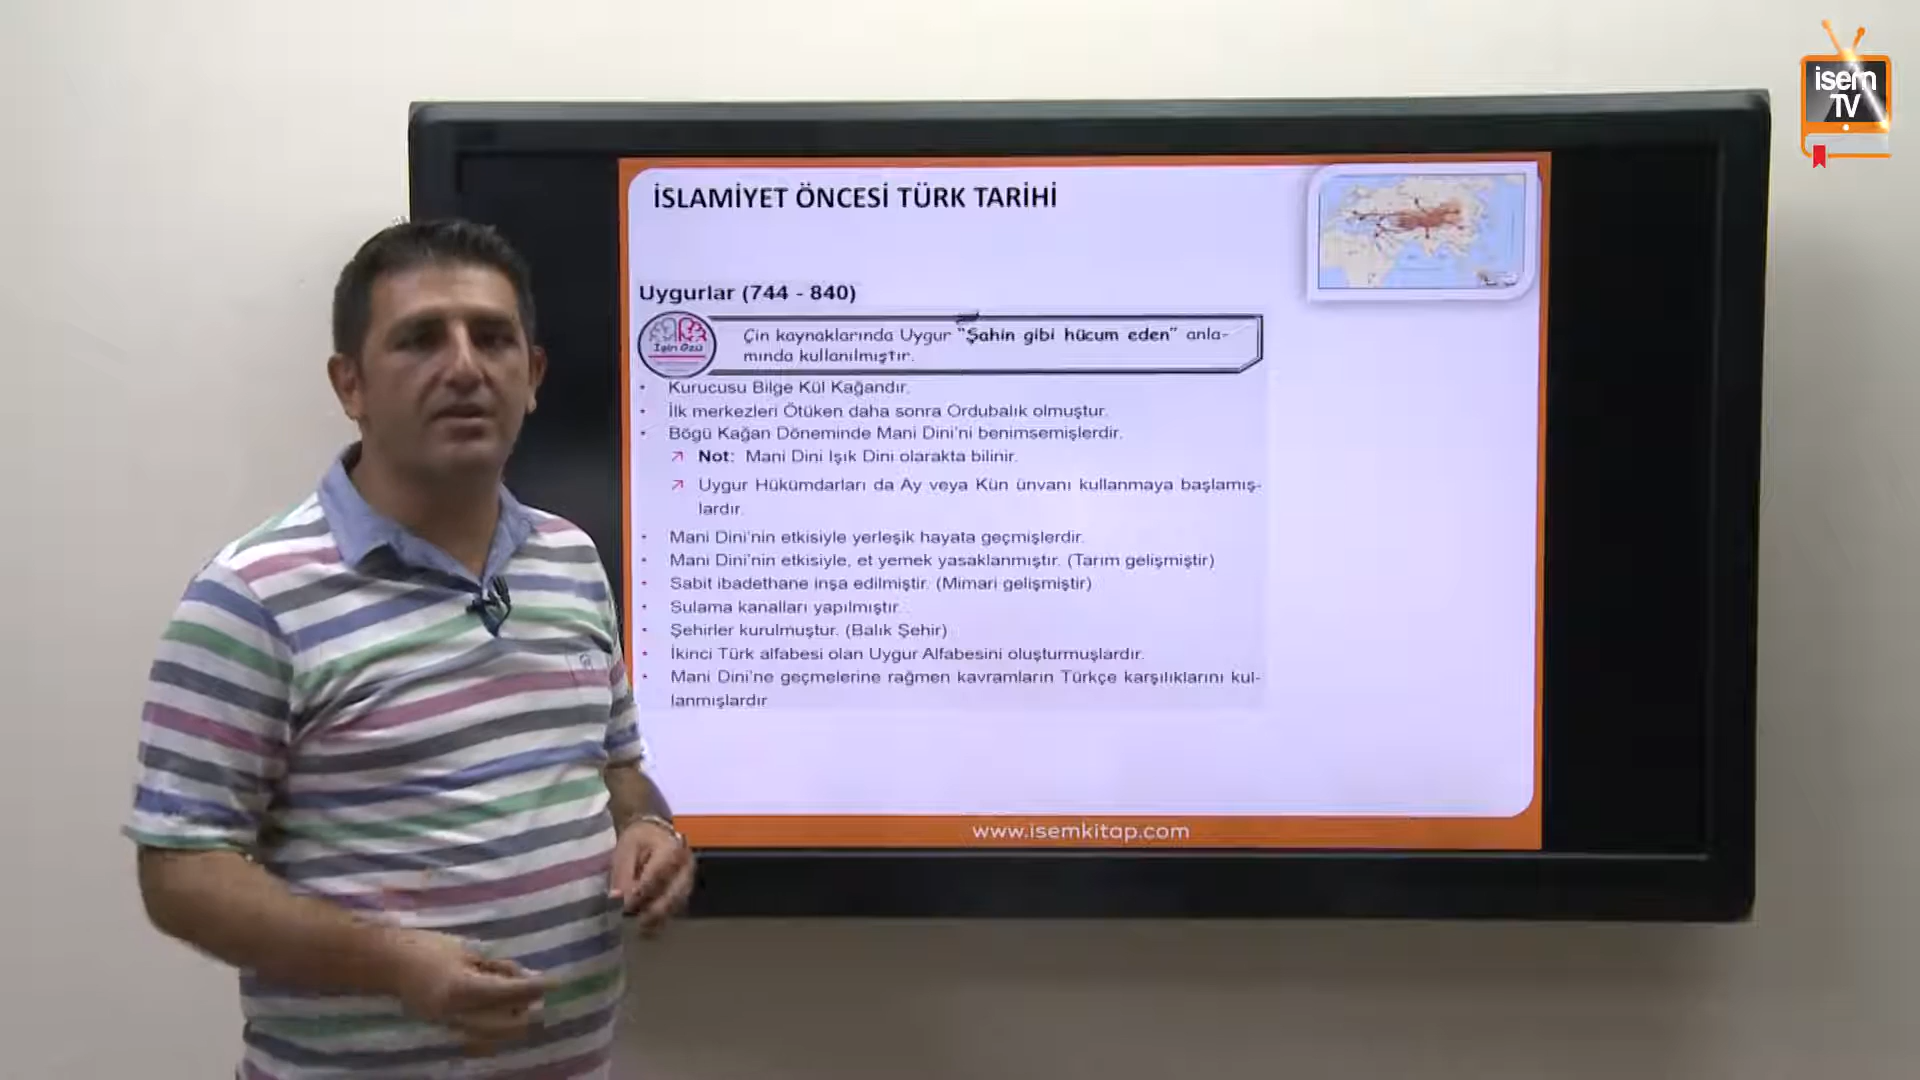 isem
TV
İSLAMİYET ÖNCESİ TÜRK TARİHİ
Uygurlar (744 - 840)
İşin Özü
Çin kaynaklarında Uygur "Şahin gibi hücum eden" anla-
mında kullanılmıştır.
• Kurucusu Bilge Kül Kağandır.
• İlk merkezleri Ötüken daha sonra Ordubalık olmuştur.
• Bögü Kağan Döneminde Mani Dini'ni benimsemişlerdir.
Not: Mani Dini Işık Dini olarakta bilinir.
Uygur Hükümdarları da Ay veya Kün ünvanı kullanmaya başlamış-
lardır.
• Mani Dini'nin etkisiyle yerleşik hayata geçmişlerdir.
• Mani Dini'nin etkisiyle, et yemek yasaklanmıştır. (Tarım gelişmiştir)
• Sabit ibadethane inşa edilmiştir. (Mimari gelişmiştir)
• Sulama kanalları yapılmıştır.
• Şehirler kurulmuştur. (Balık Şehir)
• İkinci Türk alfabesi olan Uygur Alfabesini oluşturmuşlardır.
• Mani Dini'ne geçmelerine rağmen kavramların Türkçe karşılıklarını kul-
lanmışlardır
www.isemkitap.com